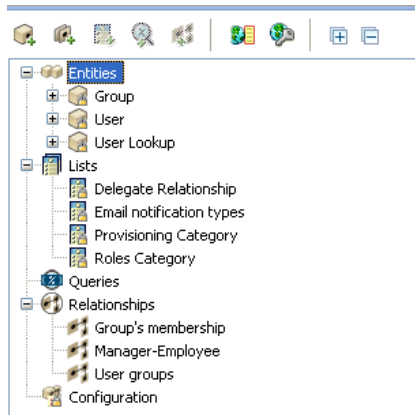 Entities
Group
User
User Lookup
Lists
Delegate Relationship
Email notification types
Provisioning Category
Roles Category
Queries
Relationships
Group's membership
Manager-Employee
User groups
Configuration